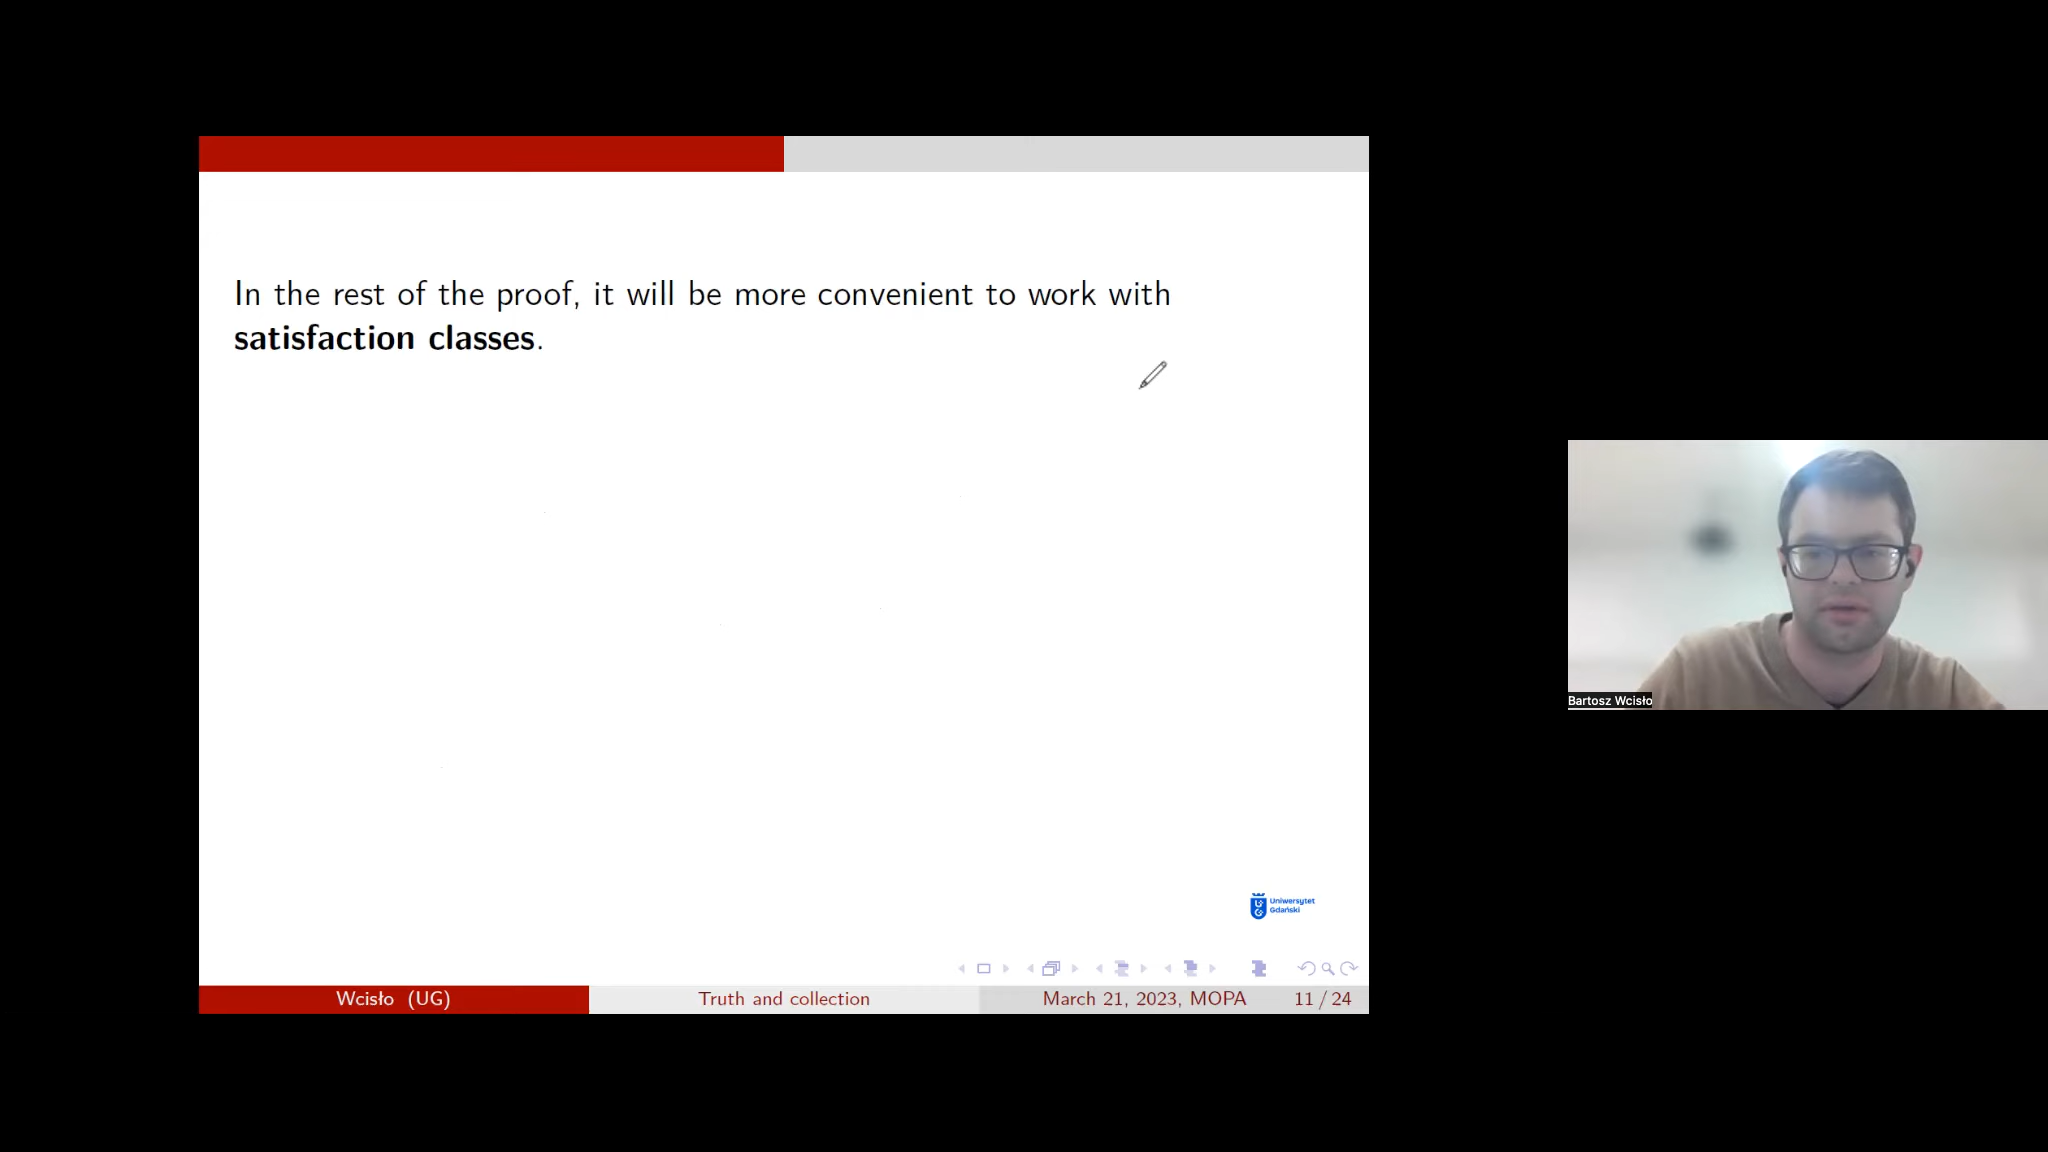 In the rest of the proof, it will be more convenient to work with
satisfaction classes.
Bartosz Wcisło
Uniwersytet
Gdański
Wcisło (UG)
Truth and collection
March 21, 2023, MOPA
11 / 24